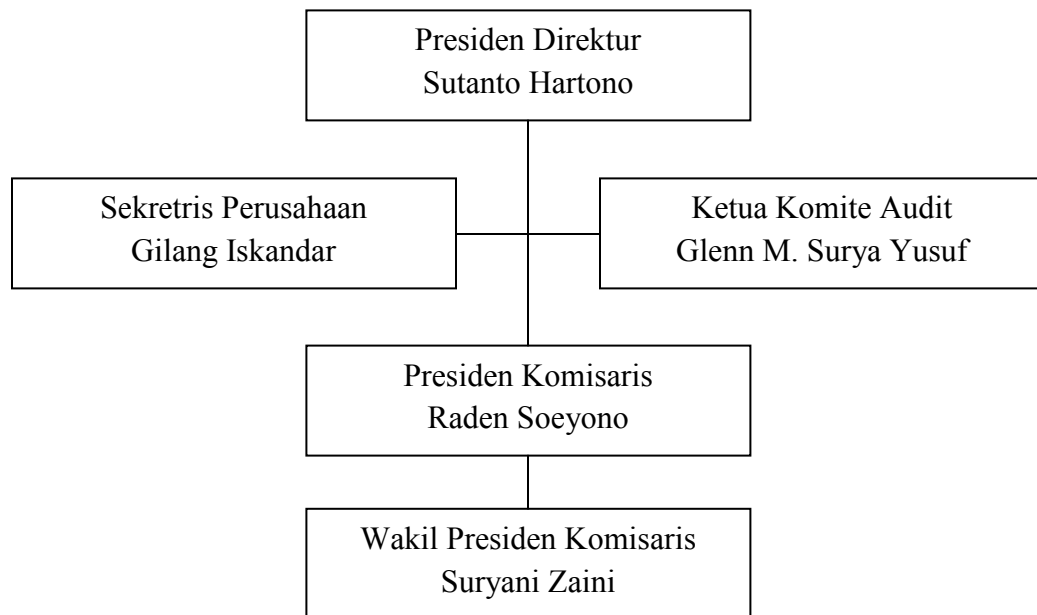 Presiden Direktur
Sutanto Hartono
Sekretris Perusahaan
Gilang Iskandar
Ketua Komite Audit
Glenn M. Surya Yusuf
Presiden Komisaris
Raden Soeyono
Wakil Presiden Komisaris
Suryani Zaini